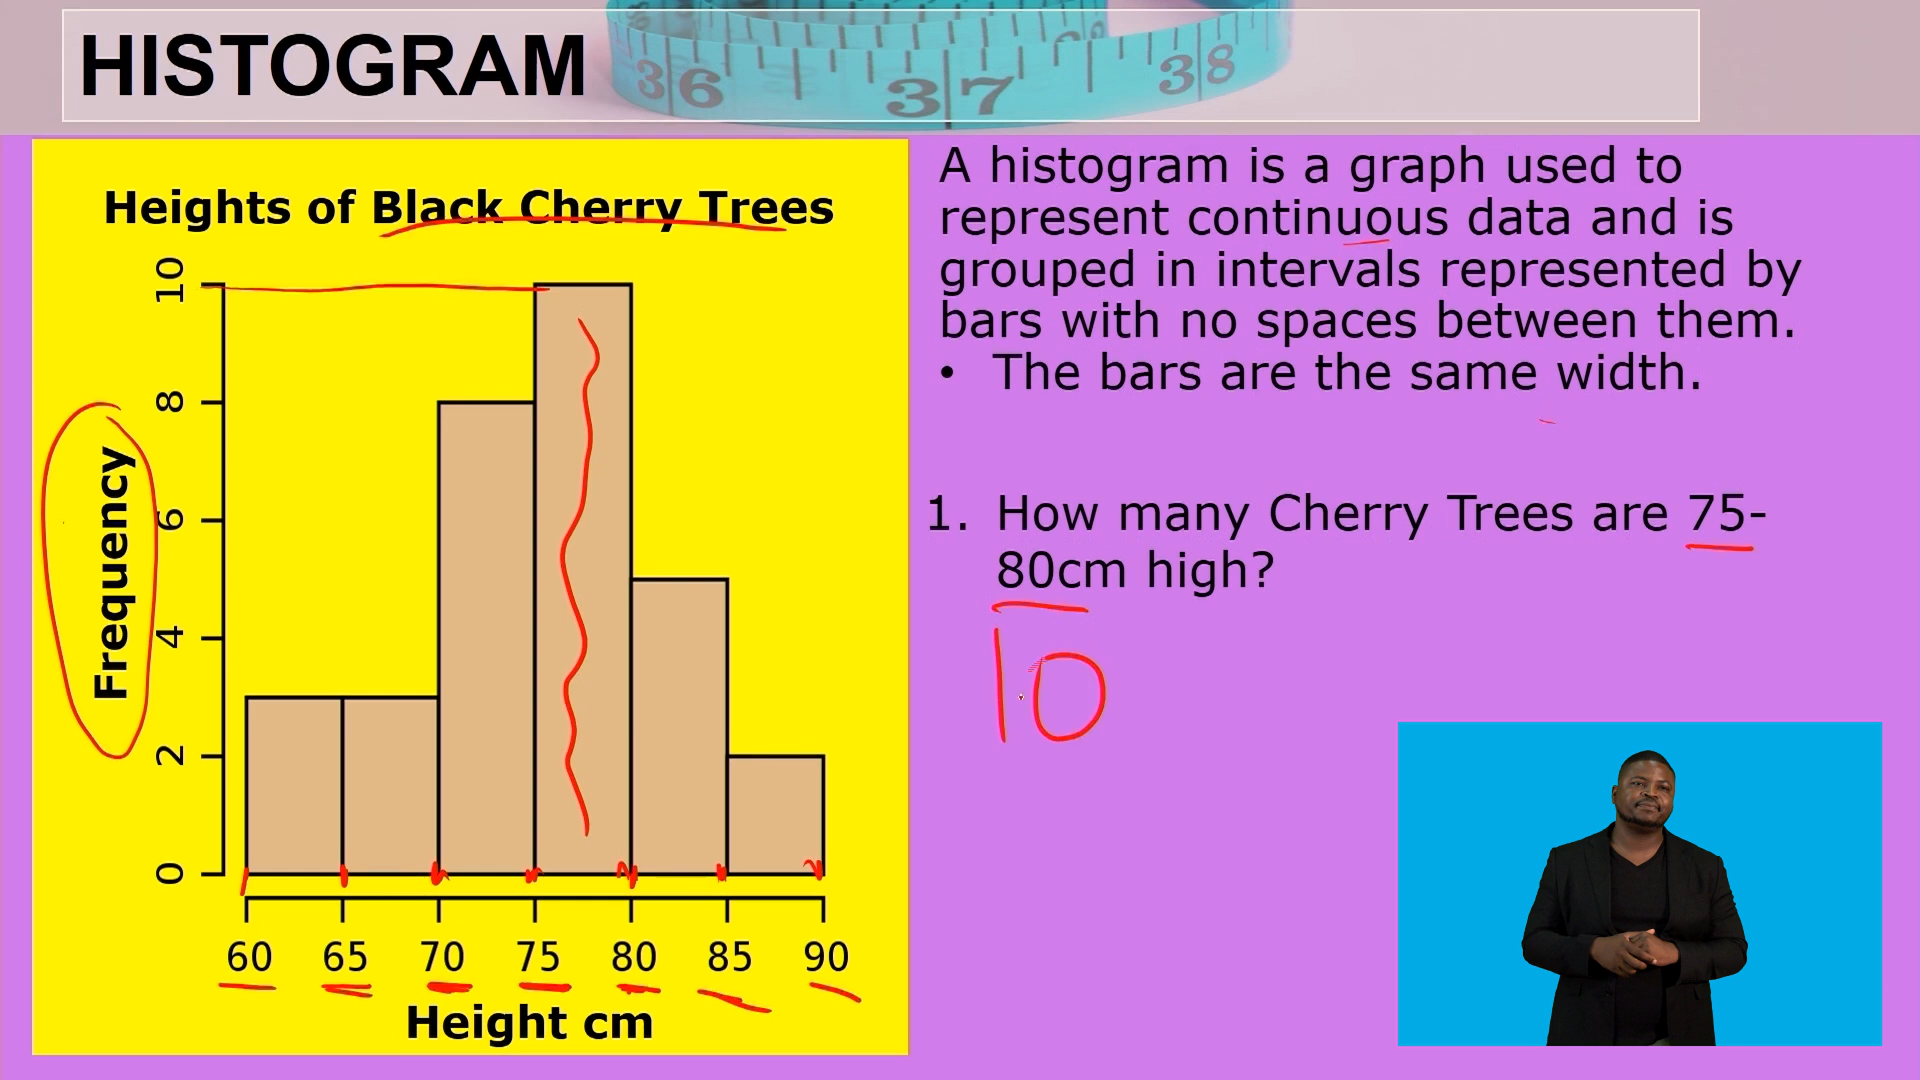 HISTOGRAM
36 37 38
Heights of Black Cherry Trees
10
8
6
4
2
0
Frequency
60 65 70 75 80 85 90
Height cm
A histogram is a graph used to
represent continuous data and is
grouped in intervals represented by
bars with no spaces between them.
• The bars are the same width.
1. How many Cherry Trees are 75-
80cm high?
10